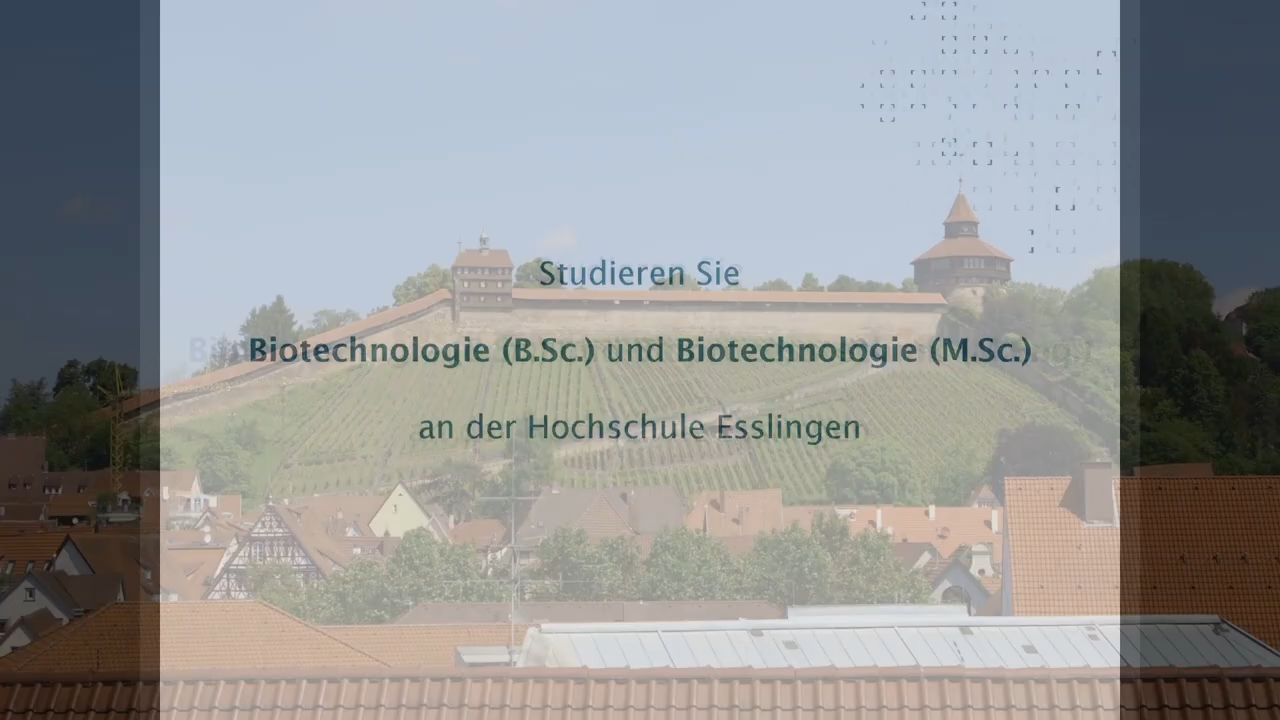 Studieren Sie
Biotechnologie (B.Sc.) und Biotechnologie (M.Sc.)
an der Hochschule Esslingen